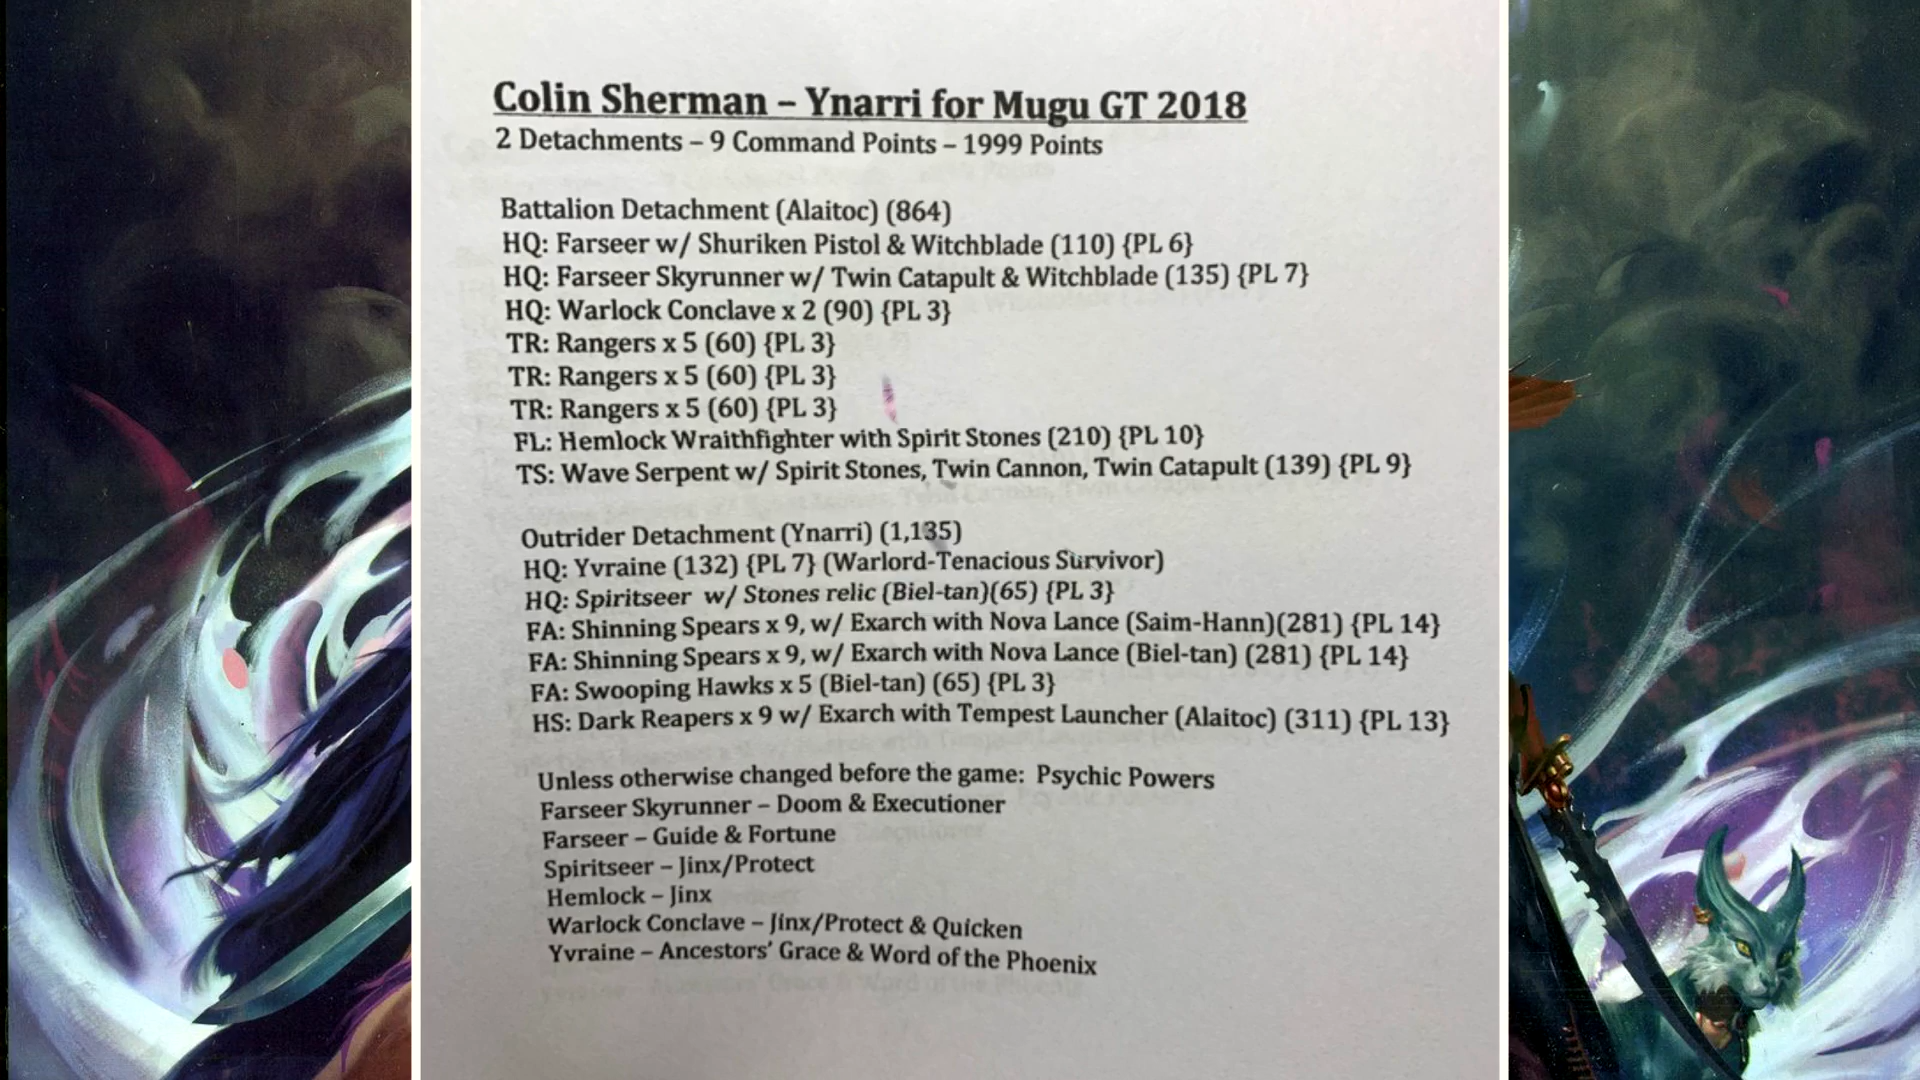 Colin Sherman – Ynarri for Mugu GT 2018
2 Detachments – 9 Command Points – 1999 Points
Battalion Detachment (Alaitoc) (864)
HQ: Farseer w/ Shuriken Pistol & Witchblade (110) {PL 6}
HQ: Farseer Skyrunner w/ Twin Catapult & Witchblade (135) {PL 7}
HQ: Warlock Conclave x 2 (90) {PL 3}
TR: Rangers x 5 (60) {PL 3}
TR: Rangers x 5 (60) {PL 3}
TR: Rangers x 5 (60) {PL 3}
FL: Hemlock Wraithfighter with Spirit Stones (210) {PL 10}
TS: Wave Serpent w/ Spirit Stones, Twin Cannon, Twin Catapult (139) {PL 9}
Outrider Detachment (Ynarri) (1,135)
HQ: Yvraine (132) {PL 7} (Warlord-Tenacious Survivor)
HQ: Spiritseer w/ Stones relic (Biel-tan)(65) {PL 3}
FA: Shinning Spears x 9, w/ Exarch with Nova Lance (Saim-Hann)(281) {PL 14}
FA: Shinning Spears x 9, w/ Exarch with Nova Lance (Biel-tan) (281) {PL 14}
FA: Swooping Hawks x 5 (Biel-tan) (65) {PL 3}
HS: Dark Reapers x 9 w/ Exarch with Tempest Launcher (Alaitoc) (311) {PL 13}
Unless otherwise changed before the game: Psychic Powers
Farseer Skyrunner – Doom & Executioner
Farseer – Guide & Fortune
Spiritseer – Jinx/Protect
Hemlock – Jinx
Warlock Conclave – Jinx/Protect & Quicken
Yvraine – Ancestors' Grace & Word of the Phoenix